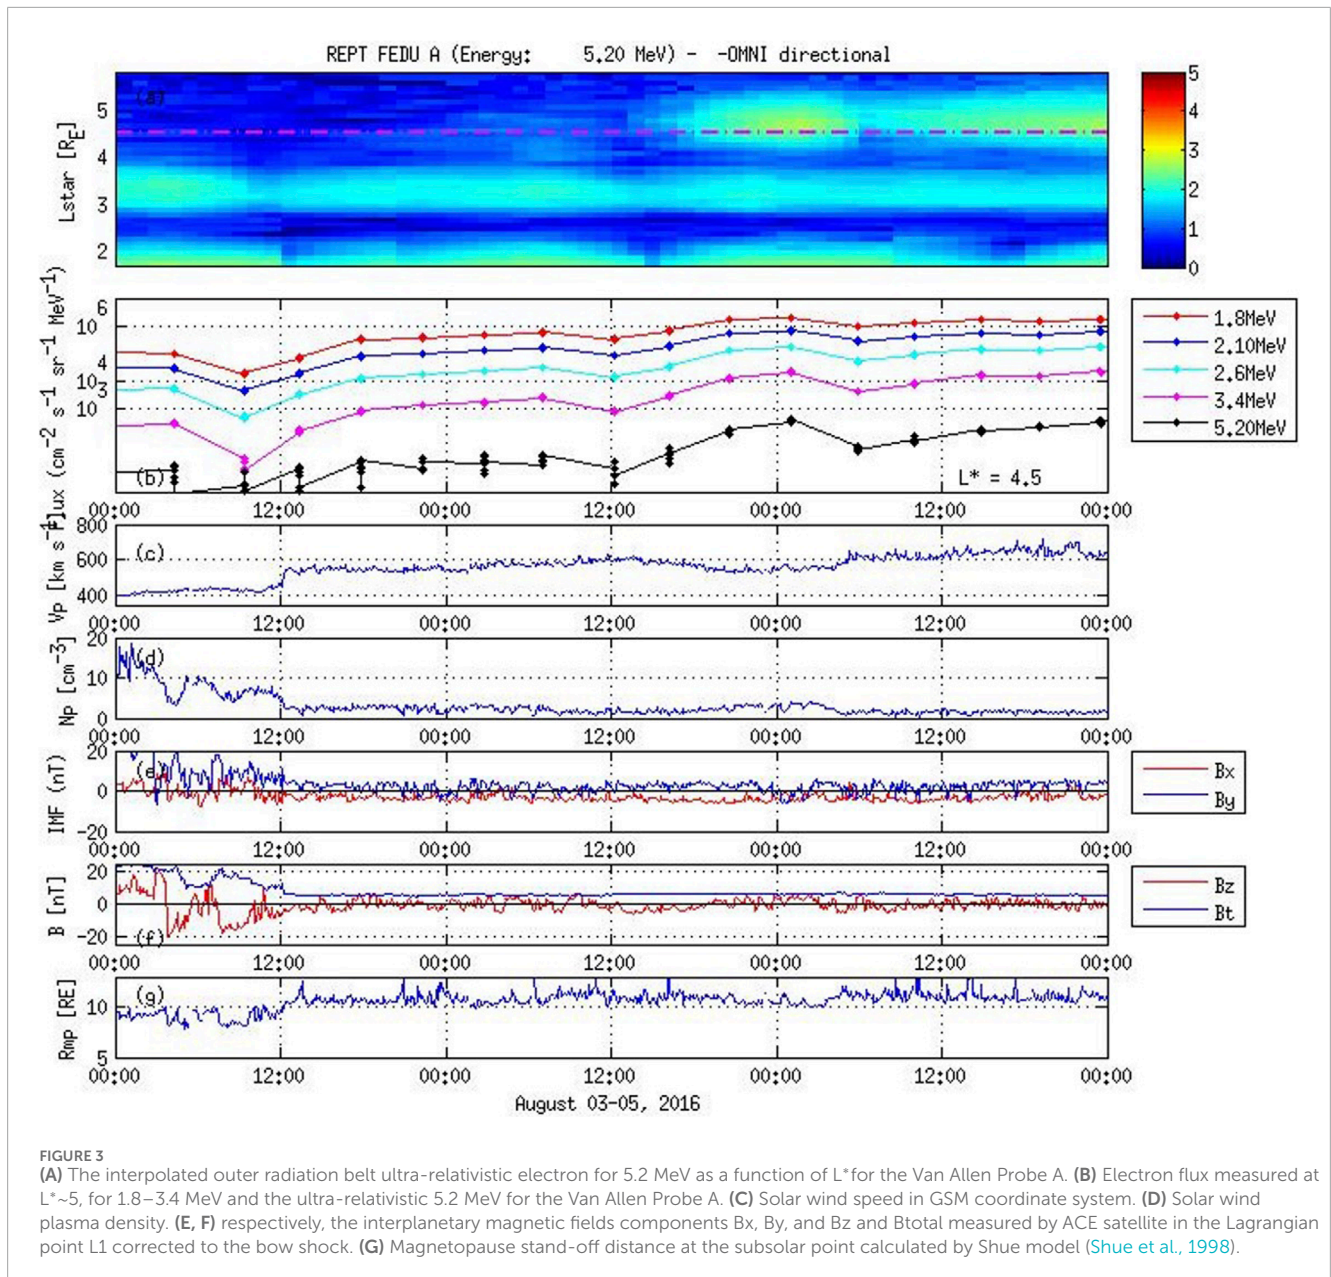 REPT FEDU A (Energy: 5.20 MeV) - -OMNI directional
(a)
Lstar [R_E]
5
4
3
2
5
4
3
2
1
0
Flux (cm^-2 s^-1 sr^-1 MeV^-1)
10^6
10^4
10^3
10
(b)
L* = 4.5
1.8MeV
2.10MeV
2.6MeV
3.4MeV
5.20MeV
00:00 12:00 00:00 12:00 00:00 12:00 00:00
Vp [km s^-1]
800
600
400
(c)
00:00 12:00 00:00 12:00 00:00 12:00 00:00
Np [cm^-3]
20
10
0
(d)
00:00 12:00 00:00 12:00 00:00 12:00 00:00
IMF (nT)
20
0
-20
(e)
Bx
By
00:00 12:00 00:00 12:00 00:00 12:00 00:00
B [nT]
20
0
-20
(f)
Bz
Bt
00:00 12:00 00:00 12:00 00:00 12:00 00:00
Rmp [RE]
10
5
(g)
00:00 12:00 00:00 12:00 00:00 12:00 00:00
August 03-05, 2016
FIGURE 3
(A) The interpolated outer radiation belt ultra-relativistic electron for 5.2 MeV as a function of L*for the Van Allen Probe A. (B) Electron flux measured at
L*~5, for 1.8–3.4 MeV and the ultra-relativistic 5.2 MeV for the Van Allen Probe A. (C) Solar wind speed in GSM coordinate system. (D) Solar wind
plasma density. (E, F) respectively, the interplanetary magnetic fields components Bx, By, and Bz and Btotal measured by ACE satellite in the Lagrangian
point L1 corrected to the bow shock. (G) Magnetopause stand-off distance at the subsolar point calculated by Shue model (Shue et al., 1998).